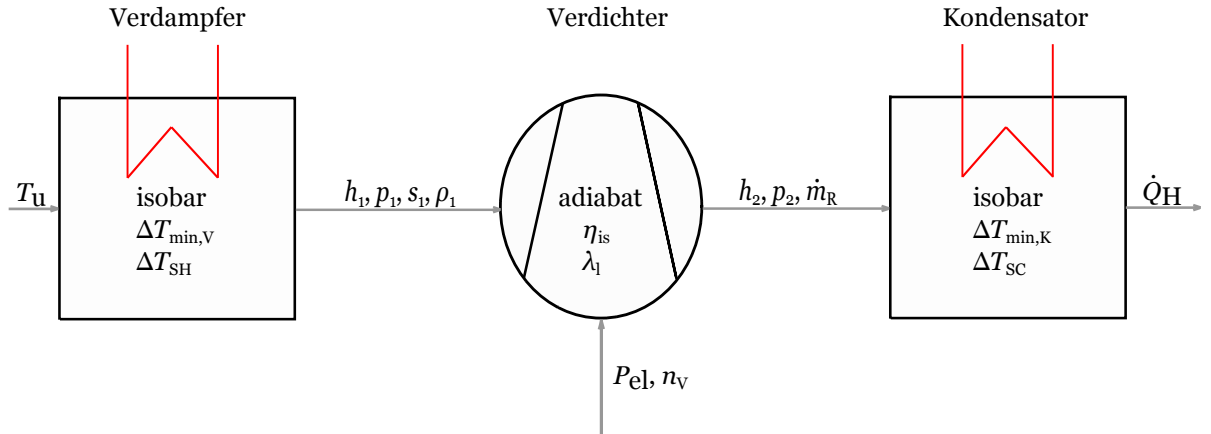 Verdampfer
Verdichter
Kondensator
T_u
isobar
ΔT_min,V
ΔT_SH
h_1, p_1, s_1, ρ_1
adiabat
η_is
λ_l
h_2, p_2, ṁ_R
isobar
ΔT_min,K
ΔT_SC
Q̇_H
P_el, n_V